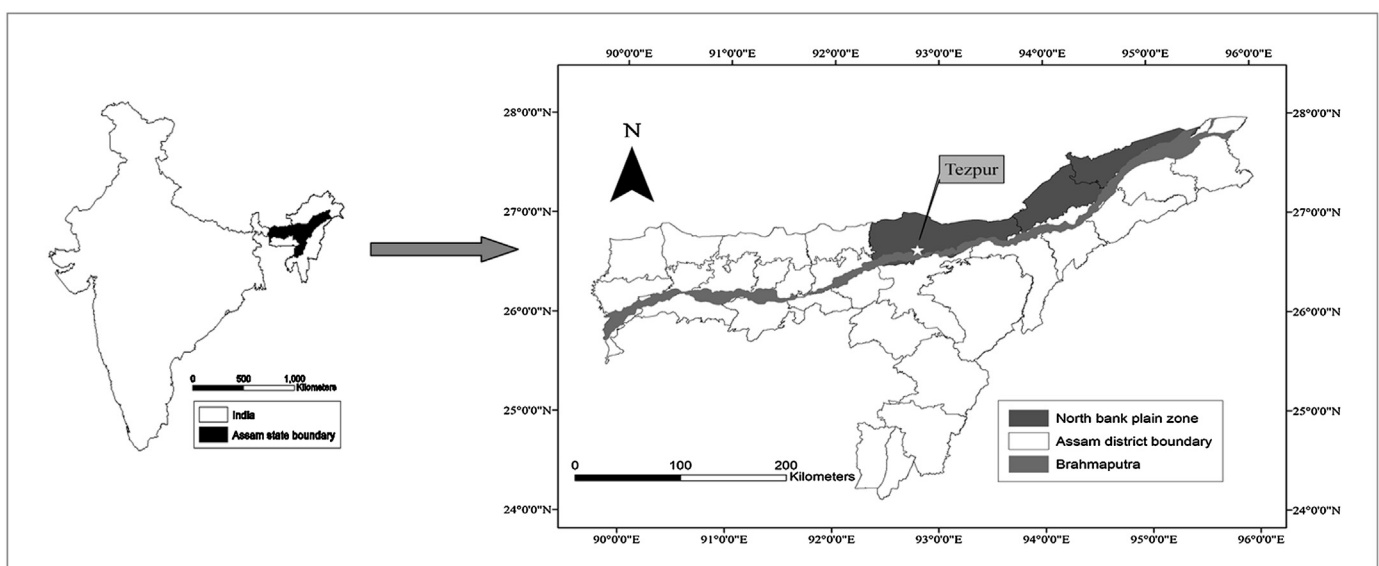 0 500 1,000
Kilometers
India
Assam state boundary
90°0'0"E 91°0'0"E 92°0'0"E 93°0'0"E 94°0'0"E 95°0'0"E 96°0'0"E
28°0'0"N 28°0'0"N
N
Tezpur
27°0'0"N 27°0'0"N
26°0'0"N 26°0'0"N
25°0'0"N 25°0'0"N
North bank plain zone
Assam district boundary
Brahmaputra
0 100 200
Kilometers
24°0'0"N 24°0'0"N
90°0'0"E 91°0'0"E 92°0'0"E 93°0'0"E 94°0'0"E 95°0'0"E 96°0'0"E